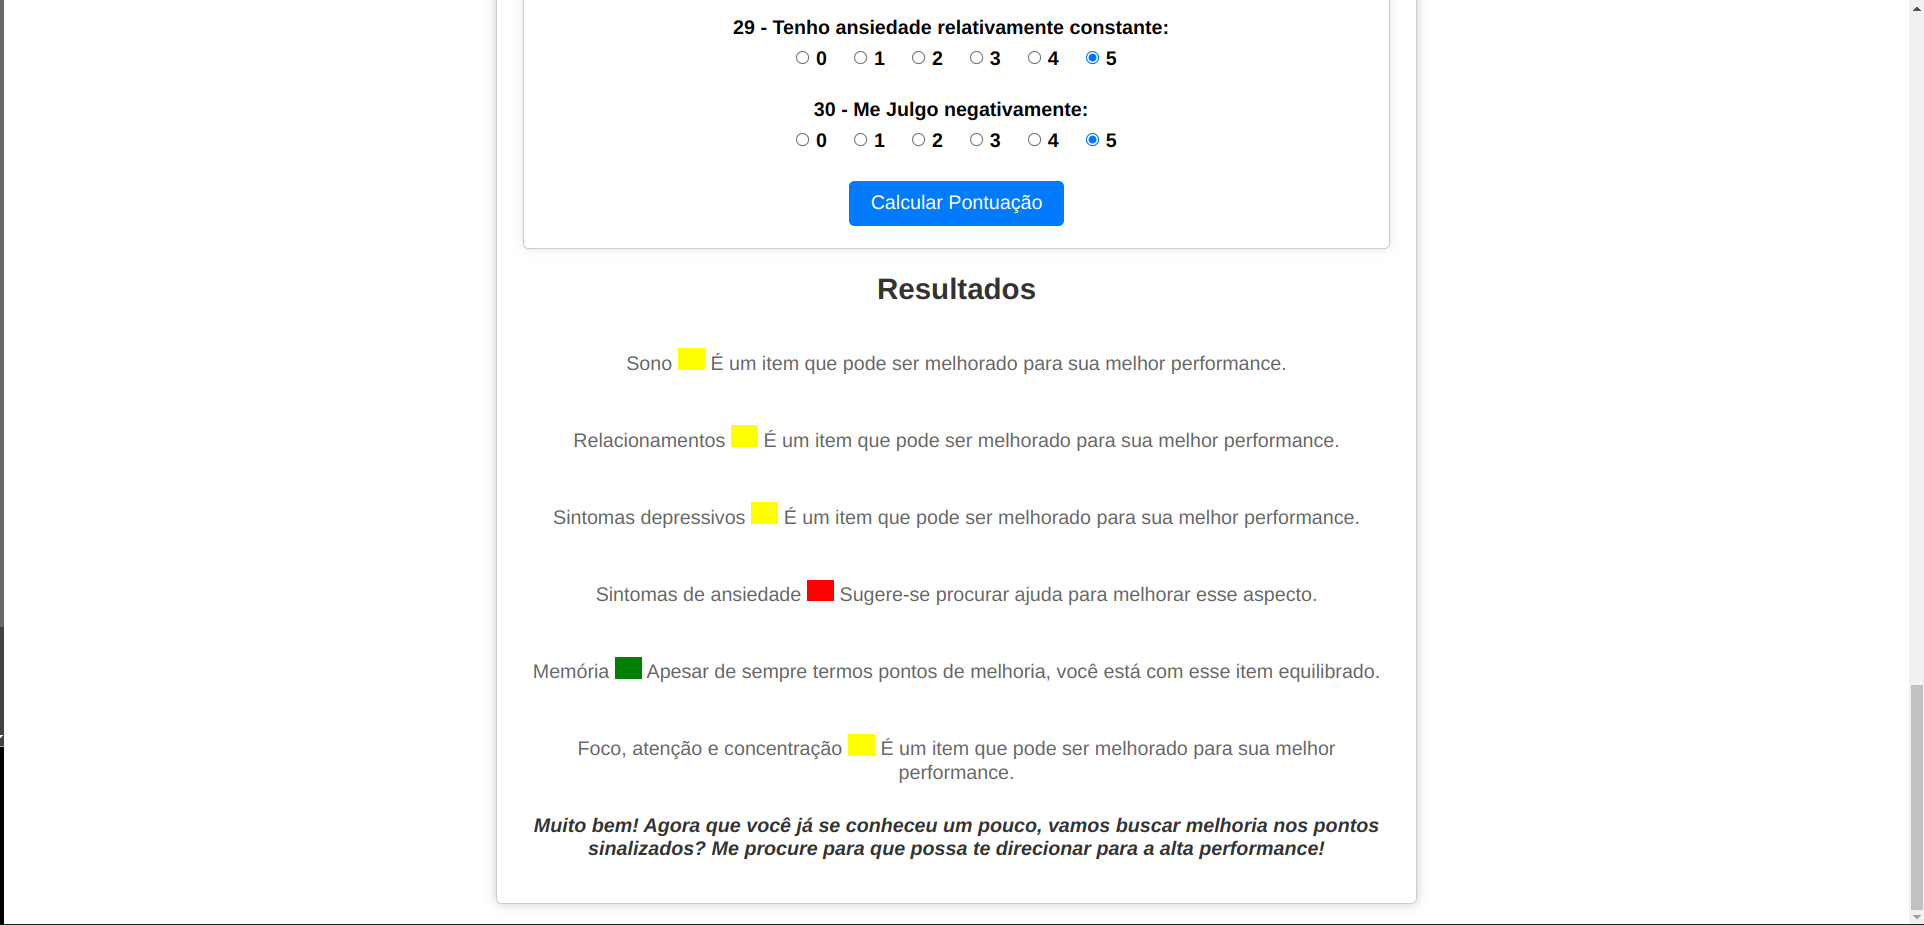 29 - Tenho ansiedade relativamente constante:
0 1 2 3 4 5
30 - Me Julgo negativamente:
0 1 2 3 4 5
Calcular Pontuação
Resultados
Sono É um item que pode ser melhorado para sua melhor performance.
Relacionamentos É um item que pode ser melhorado para sua melhor performance.
Sintomas depressivos É um item que pode ser melhorado para sua melhor performance.
Sintomas de ansiedade Sugere-se procurar ajuda para melhorar esse aspecto.
Memória Apesar de sempre termos pontos de melhoria, você está com esse item equilibrado.
Foco, atenção e concentração É um item que pode ser melhorado para sua melhor
performance.
Muito bem! Agora que você já se conheceu um pouco, vamos buscar melhoria nos pontos
sinalizados? Me procure para que possa te direcionar para a alta performance!